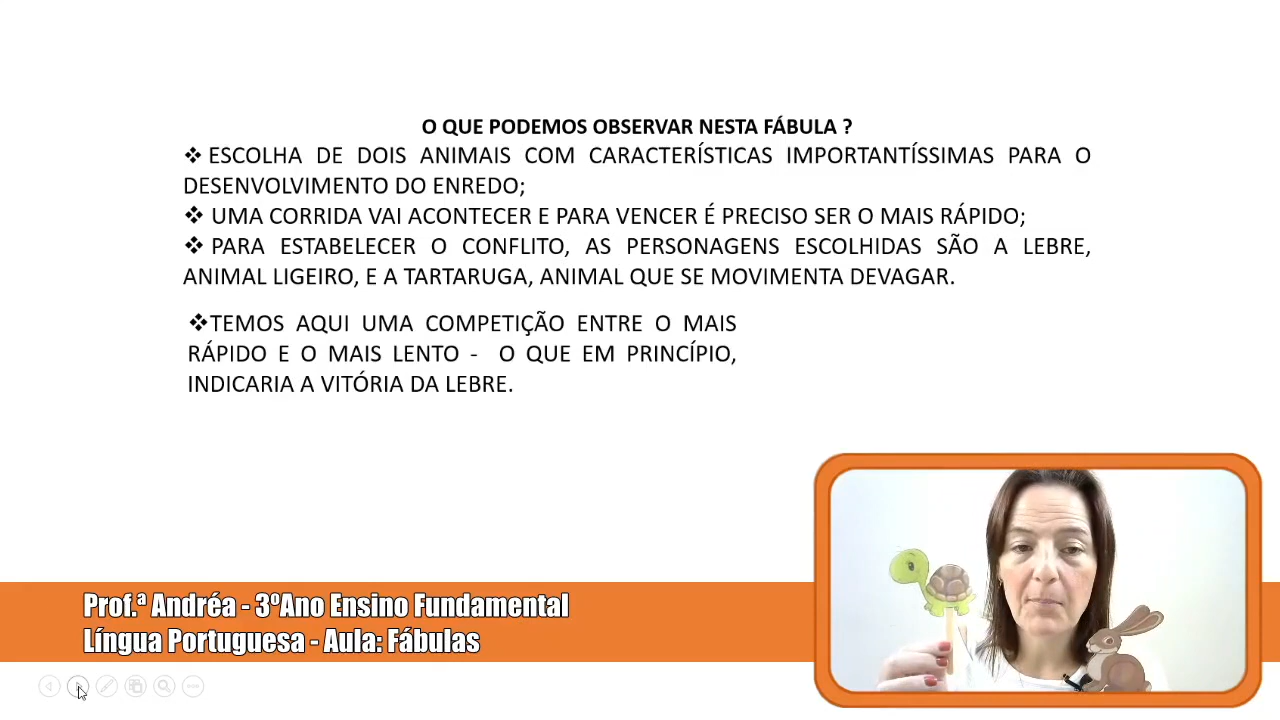 O QUE PODEMOS OBSERVAR NESTA FÁBULA ?
❖ ESCOLHA DE DOIS ANIMAIS COM CARACTERÍSTICAS IMPORTANTÍSSIMAS PARA O
DESENVOLVIMENTO DO ENREDO;
❖ UMA CORRIDA VAI ACONTECER E PARA VENCER É PRECISO SER O MAIS RÁPIDO;
❖ PARA ESTABELECER O CONFLITO, AS PERSONAGENS ESCOLHIDAS SÃO A LEBRE,
ANIMAL LIGEIRO, E A TARTARUGA, ANIMAL QUE SE MOVIMENTA DEVAGAR.
❖TEMOS AQUI UMA COMPETIÇÃO ENTRE O MAIS
RÁPIDO E O MAIS LENTO - O QUE EM PRINCÍPIO,
INDICARIA A VITÓRIA DA LEBRE.
Prof.ª Andréa - 3ºAno Ensino Fundamental
Língua Portuguesa - Aula: Fábulas